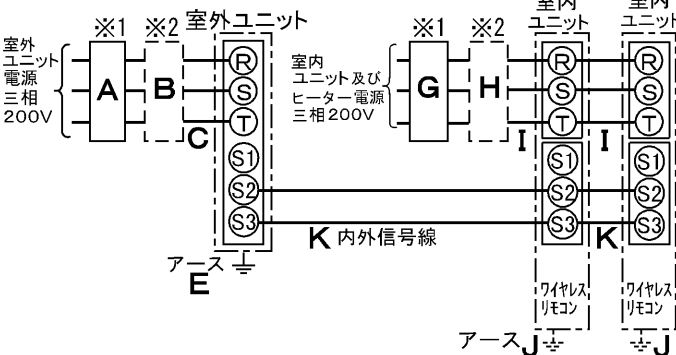 ※1
※2
室外ユニット
室外
ユニット
電源
三相
200V
A
B
C
R
S
T
S1
S2
S3
アース
E
室内
ユニット及び
ヒーター電源
三相200V
※1
※2
G
H
I
I
室内
ユニット
R
S
T
S1
S2
S3
ワイヤレス
リモコン
室内
ユニット
R
S
T
S1
S2
S3
ワイヤレス
リモコン
K 内外信号線
K
アース J
J